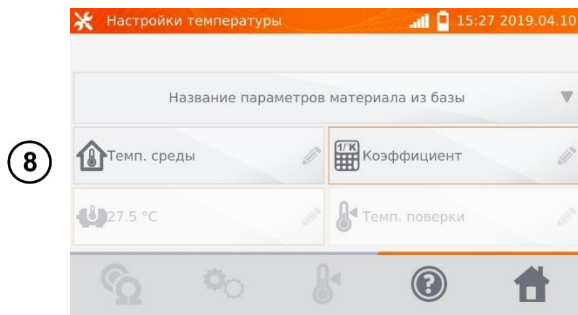 Настройки температуры 15:27 2019.04.10
Название параметров материала из базы
8
Темп. среды 1/K Коэффициент
27.5 °C Темп. поверки
?